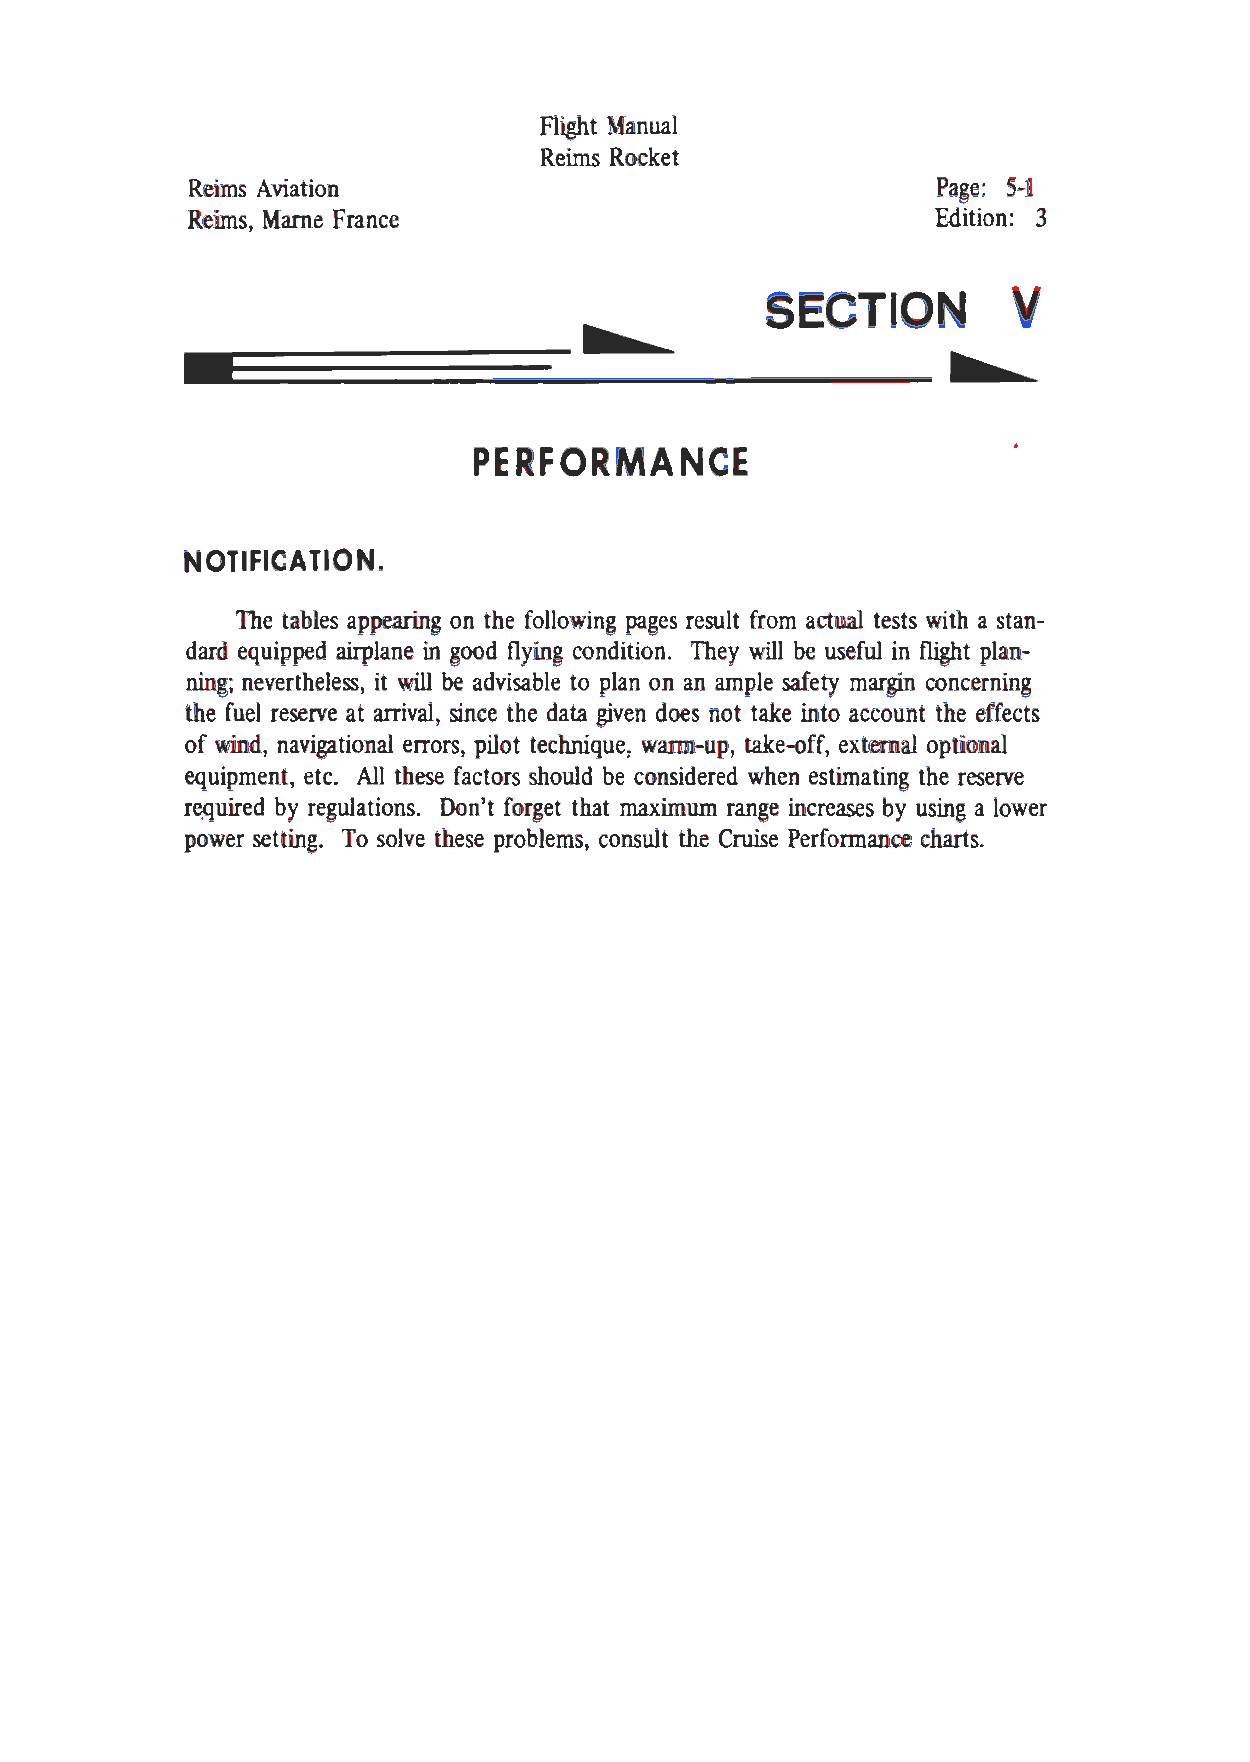 Flight Manual
Reims Rocket
Reims Aviation
Page: 5-1
Reims, Marne France
Edition: 3
SECTION V
PERFORMANCE
NOTIFICATION.
The tables appearing on the following pages result from actual tests with a stan-
dard equipped airplane in good flying condition. They will be useful in flight plan-
ning; nevertheless, it will be advisable to plan on an ample safety margin concerning
the fuel reserve at arrival, since the data given does not take into account the effects
of wind, navigational errors, pilot technique, warm-up, take-off, external optional
equipment, etc. All these factors should be considered when estimating the reserve
required by regulations. Don't forget that maximum range increases by using a lower
power setting. To solve these problems, consult the Cruise Performance charts.